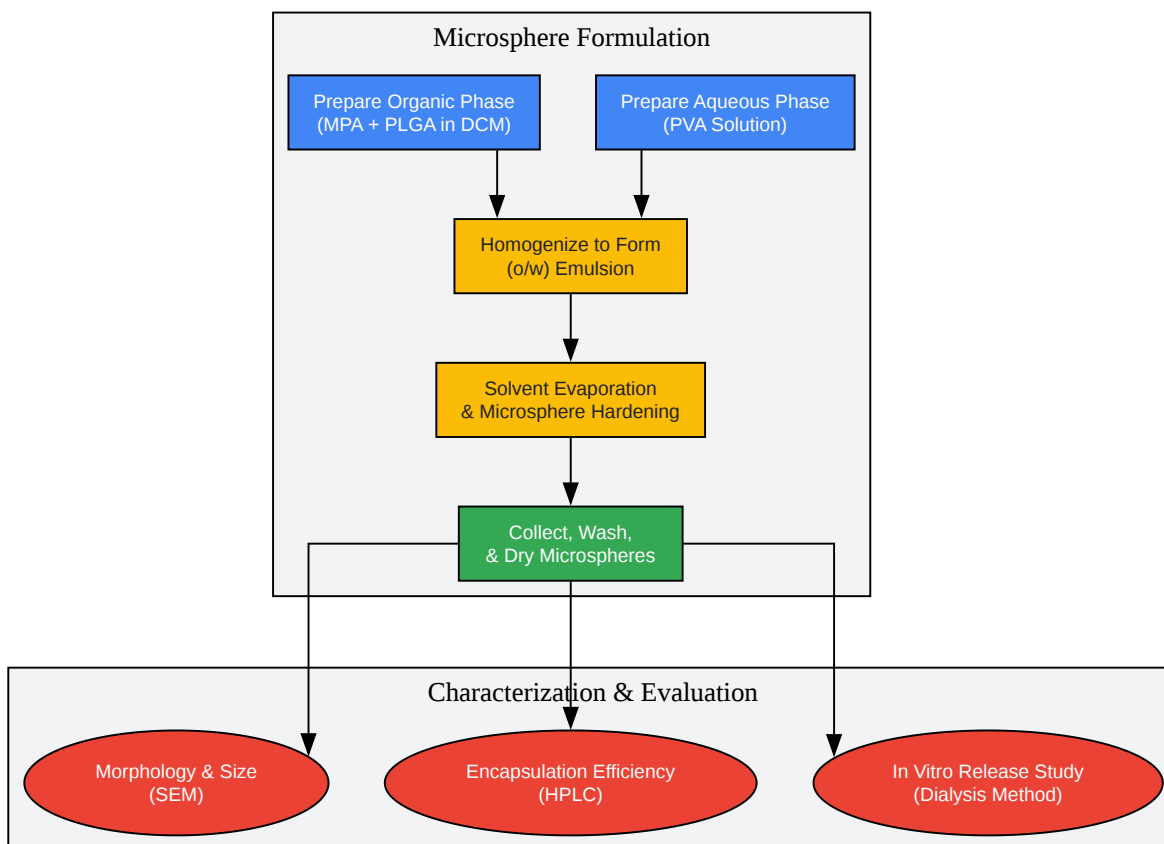 Microsphere Formulation
Prepare Organic Phase
(MPA + PLGA in DCM)
Prepare Aqueous Phase
(PVA Solution)
Homogenize to Form
(o/w) Emulsion
Solvent Evaporation
& Microsphere Hardening
Collect, Wash,
& Dry Microspheres
Characterization & Evaluation
Morphology & Size
(SEM)
Encapsulation Efficiency
(HPLC)
In Vitro Release Study
(Dialysis Method)